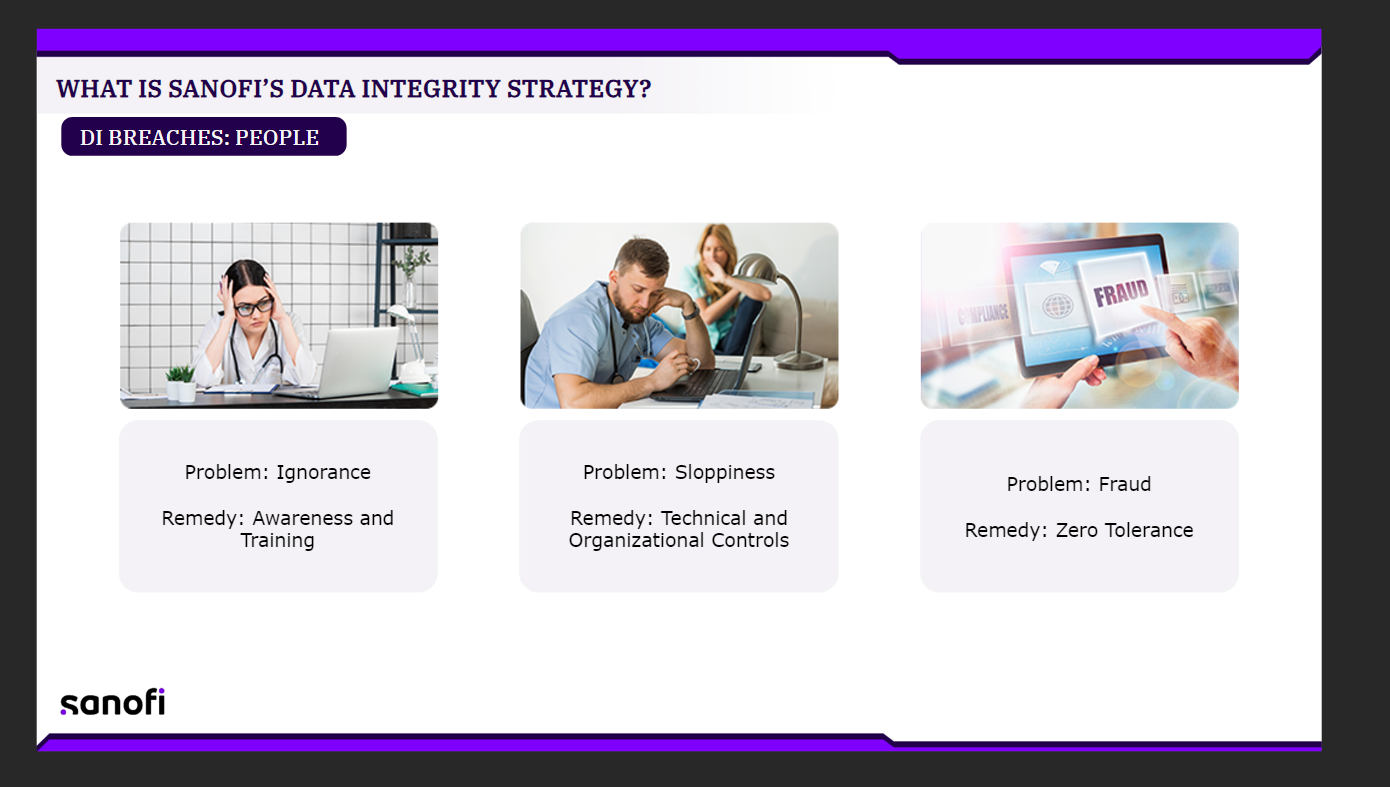 WHAT IS SANOFI’S DATA INTEGRITY STRATEGY?
DI BREACHES: PEOPLE
COMPLIANCE
FRAUD
Problem: Ignorance
Remedy: Awareness and
Training
Problem: Sloppiness
Remedy: Technical and
Organizational Controls
Problem: Fraud
Remedy: Zero Tolerance
sanofi